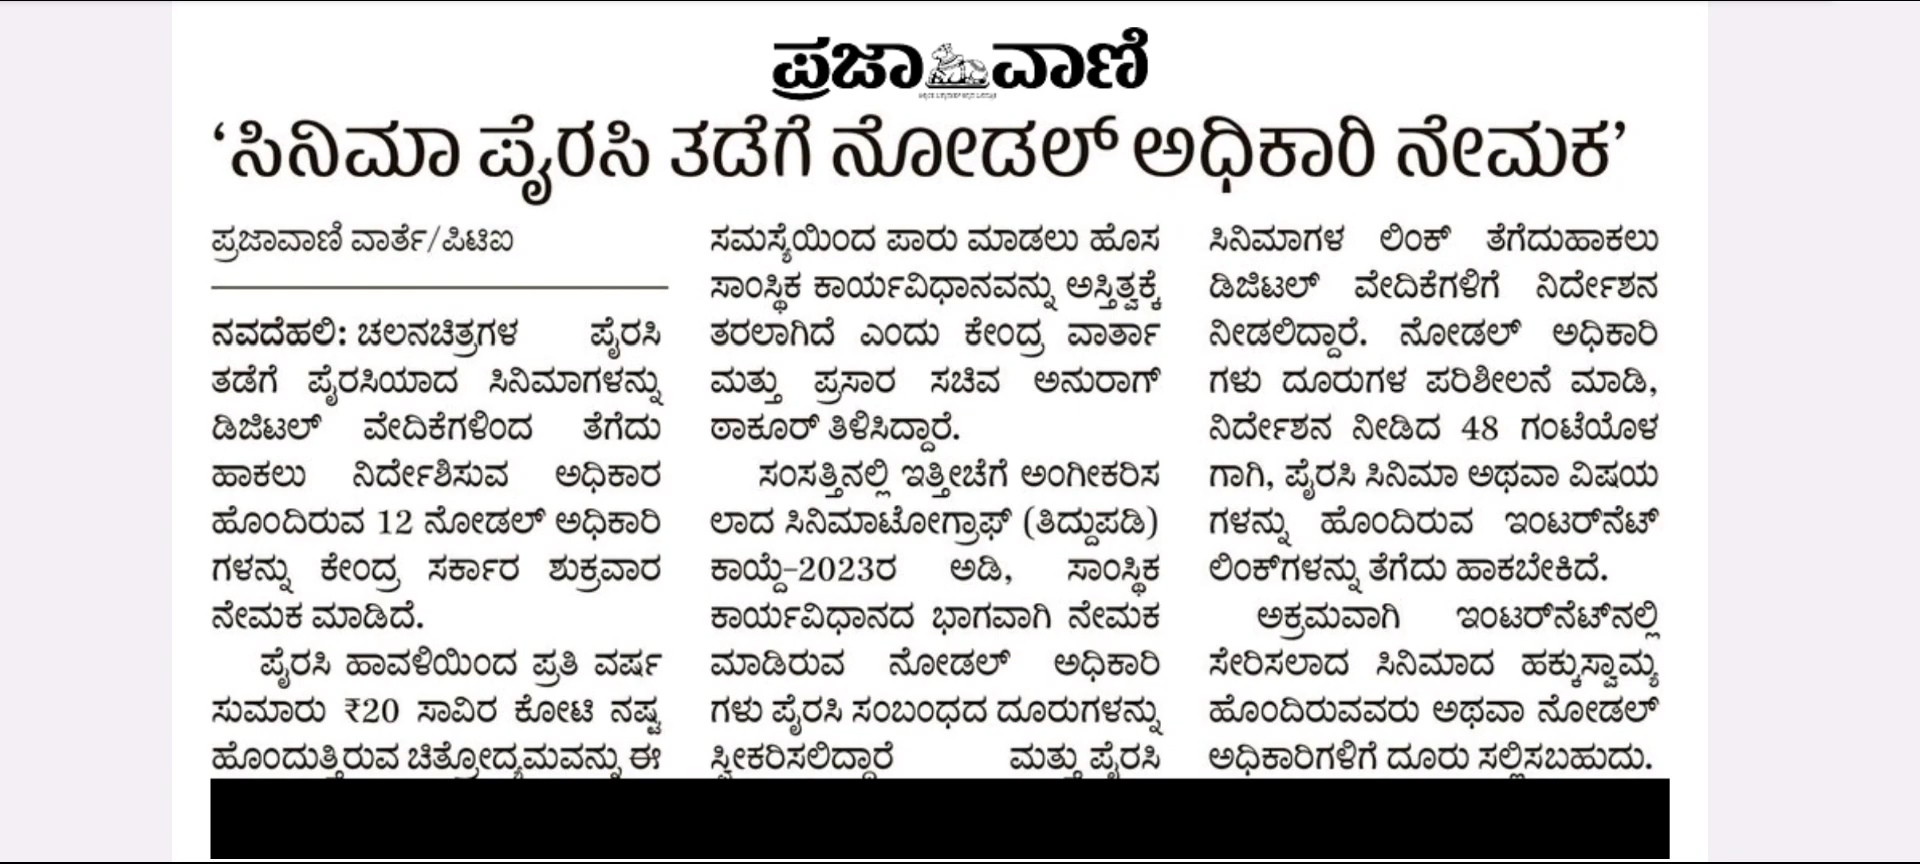 ಪ್ರಜಾವಾಣಿ
‘ಸಿನಿಮಾ ಪೈರಸಿ ತಡೆಗೆ ನೋಡಲ್ ಅಧಿಕಾರಿ ನೇಮಕ’
ಪ್ರಜಾವಾಣಿ ವಾರ್ತೆ/ಪಿಟಿಐ
ನವದೆಹಲಿ: ಚಲನಚಿತ್ರಗಳ ಪೈರಸಿ
ತಡೆಗೆ ಪೈರಸಿಯಾದ ಸಿನಿಮಾಗಳನ್ನು
ಡಿಜಿಟಲ್ ವೇದಿಕೆಗಳಿಂದ ತೆಗೆದು
ಹಾಕಲು ನಿರ್ದೇಶಿಸುವ ಅಧಿಕಾರ
ಹೊಂದಿರುವ 12 ನೋಡಲ್ ಅಧಿಕಾರಿ
ಗಳನ್ನು ಕೇಂದ್ರ ಸರ್ಕಾರ ಶುಕ್ರವಾರ
ನೇಮಕ ಮಾಡಿದೆ.
ಪೈರಸಿ ಹಾವಳಿಯಿಂದ ಪ್ರತಿ ವರ್ಷ
ಸುಮಾರು ₹20 ಸಾವಿರ ಕೋಟಿ ನಷ್ಟ
ಹೊಂದುತ್ತಿರುವ ಚಿತ್ರೋದ್ಯಮವನ್ನು ಈ
ಸಮಸ್ಯೆಯಿಂದ ಪಾರು ಮಾಡಲು ಹೊಸ
ಸಾಂಸ್ಥಿಕ ಕಾರ್ಯವಿಧಾನವನ್ನು ಅಸ್ತಿತ್ವಕ್ಕೆ
ತರಲಾಗಿದೆ ಎಂದು ಕೇಂದ್ರ ವಾರ್ತಾ
ಮತ್ತು ಪ್ರಸಾರ ಸಚಿವ ಅನುರಾಗ್
ಠಾಕೂರ್ ತಿಳಿಸಿದ್ದಾರೆ.
ಸಂಸತ್ತಿನಲ್ಲಿ ಇತ್ತೀಚೆಗೆ ಅಂಗೀಕರಿಸ
ಲಾದ ಸಿನಿಮಾಟೋಗ್ರಾಫ್ (ತಿದ್ದುಪಡಿ)
ಕಾಯ್ದೆ–2023ರ ಅಡಿ, ಸಾಂಸ್ಥಿಕ
ಕಾರ್ಯವಿಧಾನದ ಭಾಗವಾಗಿ ನೇಮಕ
ಮಾಡಿರುವ ನೋಡಲ್ ಅಧಿಕಾರಿ
ಗಳು ಪೈರಸಿ ಸಂಬಂಧದ ದೂರುಗಳನ್ನು
ಸ್ವೀಕರಿಸಲಿದ್ದಾರೆ ಮತ್ತು ಪೈರಸಿ
ಸಿನಿಮಾಗಳ ಲಿಂಕ್ ತೆಗೆದುಹಾಕಲು
ಡಿಜಿಟಲ್ ವೇದಿಕೆಗಳಿಗೆ ನಿರ್ದೇಶನ
ನೀಡಲಿದ್ದಾರೆ. ನೋಡಲ್ ಅಧಿಕಾರಿ
ಗಳು ದೂರುಗಳ ಪರಿಶೀಲನೆ ಮಾಡಿ,
ನಿರ್ದೇಶನ ನೀಡಿದ 48 ಗಂಟೆಯೊಳ
ಗಾಗಿ, ಪೈರಸಿ ಸಿನಿಮಾ ಅಥವಾ ವಿಷಯ
ಗಳನ್ನು ಹೊಂದಿರುವ ಇಂಟರ್‌ನೆಟ್
ಲಿಂಕ್‌ಗಳನ್ನು ತೆಗೆದು ಹಾಕಬೇಕಿದೆ.
ಅಕ್ರಮವಾಗಿ ಇಂಟರ್‌ನೆಟ್‌ನಲ್ಲಿ
ಸೇರಿಸಲಾದ ಸಿನಿಮಾದ ಹಕ್ಕುಸ್ವಾಮ್ಯ
ಹೊಂದಿರುವವರು ಅಥವಾ ನೋಡಲ್
ಅಧಿಕಾರಿಗಳಿಗೆ ದೂರು ಸಲ್ಲಿಸಬಹುದು.